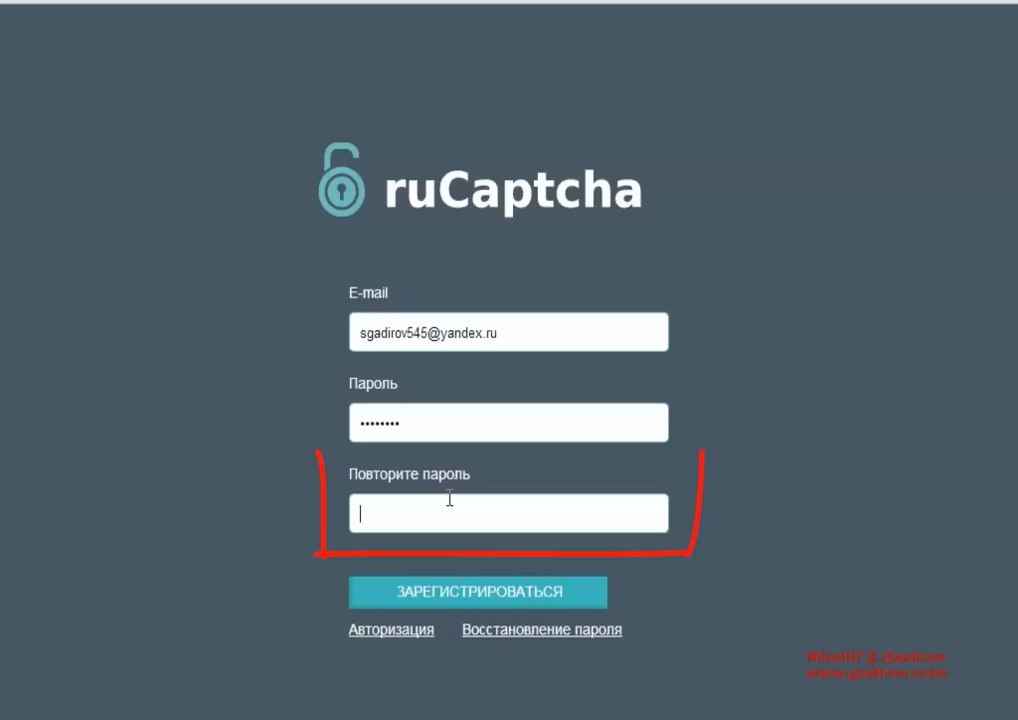 ruCaptcha
E-mail
sgadirov545@yandex.ru
Пароль
••••••••
Повторите пароль
ЗАРЕГИСТРИРОВАТЬСЯ
Авторизация Восстановление пароля